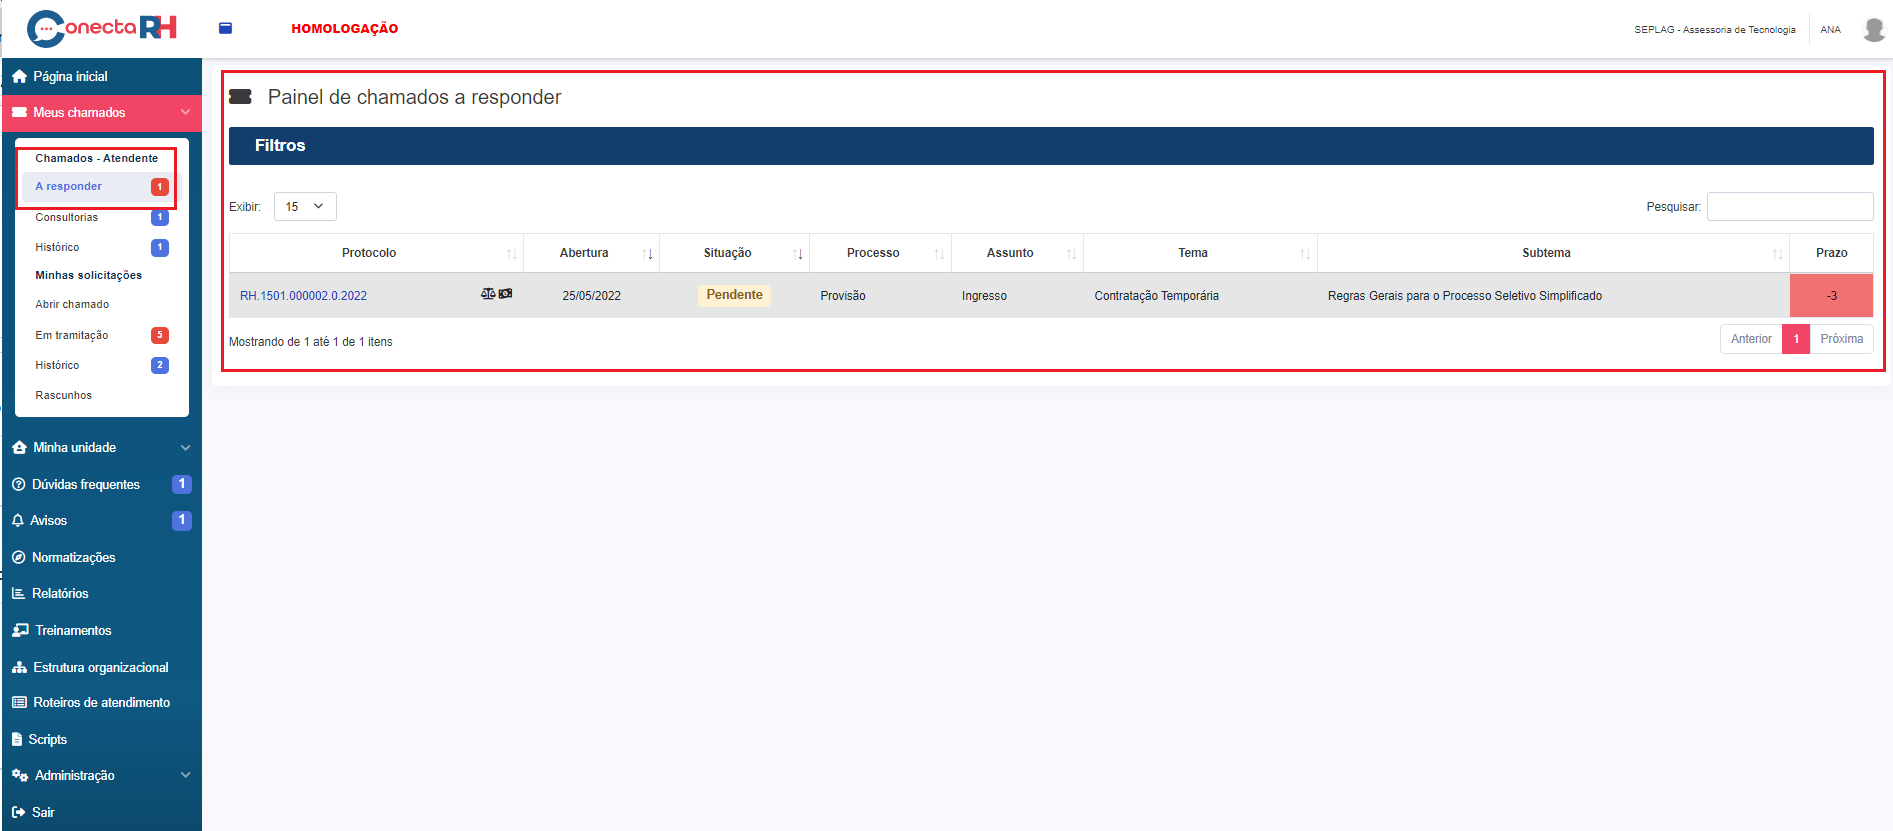 Conecta RH
HOMOLOGAÇÃO
SEPLAG - Assessoria de Tecnologia
ANA
Página inicial
Meus chamados
Chamados - Atendente
A responder 1
Consultorias 1
Histórico 1
Minhas solicitações
Abrir chamado
Em tramitação 5
Histórico 2
Rascunhos
Minha unidade
Dúvidas frequentes 1
Avisos 1
Normatizações
Relatórios
Treinamentos
Estrutura organizacional
Roteiros de atendimento
Scripts
Administração
Sair
Painel de chamados a responder
Filtros
Exibir: 15
Pesquisar:
Protocolo Abertura Situação Processo Assunto Tema Subtema Prazo
RH.1501.000002.0.2022 25/05/2022 Pendente Provisão Ingresso Contratação Temporária Regras Gerais para o Processo Seletivo Simplificado -3
Mostrando de 1 até 1 de 1 itens
Anterior 1 Próxima